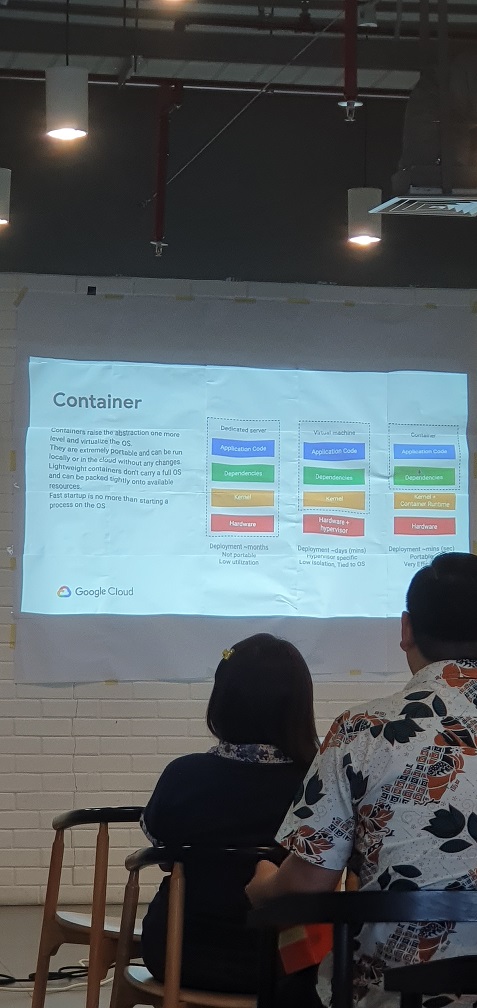 Container
Containers raise the abstraction one more
level and virtualize the OS.
They are extremely portable and can be run
locally or in the cloud without any changes.
Lightweight containers don't carry a full OS
and can be packed tightly onto available
resources.
Fast startup is no more than starting a
process on the OS
Google Cloud
Dedicated server
Application Code
Dependencies
Kernel
Hardware
Deployment ~months
Not portable
Low utilization
Virtual machine
Application Code
Dependencies
Kernel
Hardware +
hypervisor
Deployment ~days (mins)
Hypervisor specific
Low isolation, Tied to OS
Container
Application Code
Dependencies
Kernel +
Container Runtime
Hardware
Deployment ~mins (sec)
Portable
Very